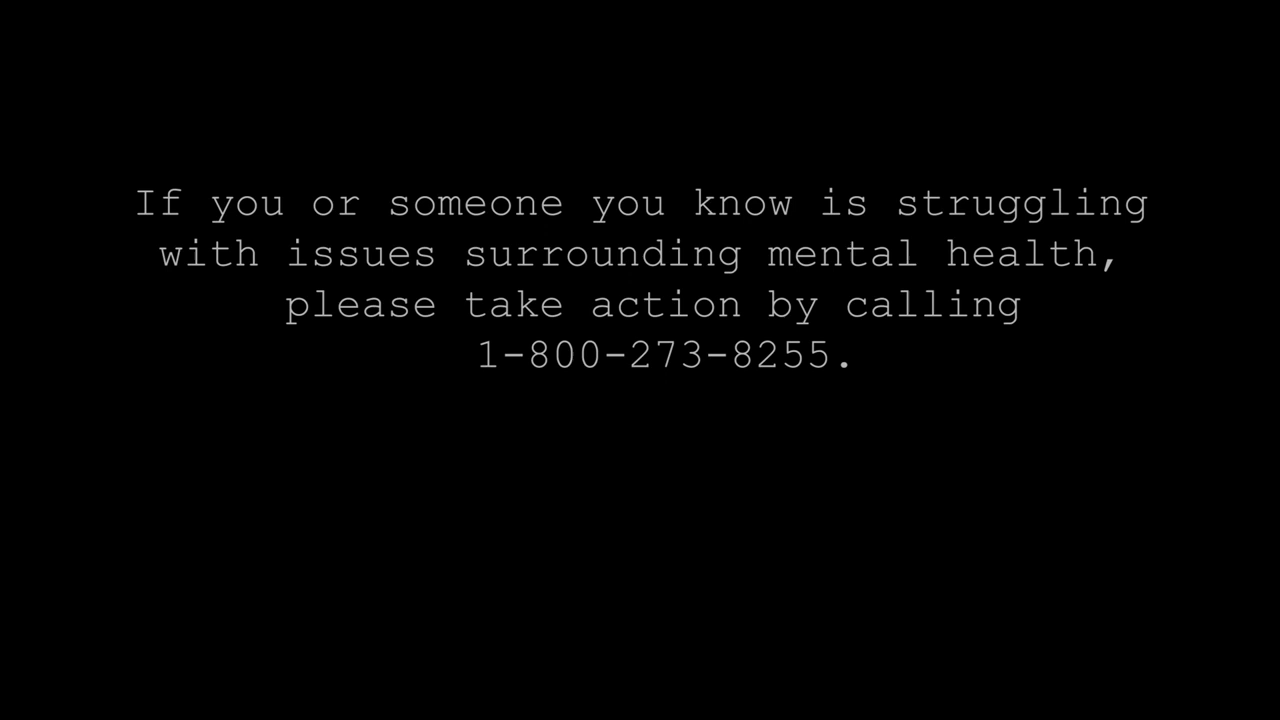 If you or someone you know is struggling
with issues surrounding mental health,
please take action by calling
1-800-273-8255.